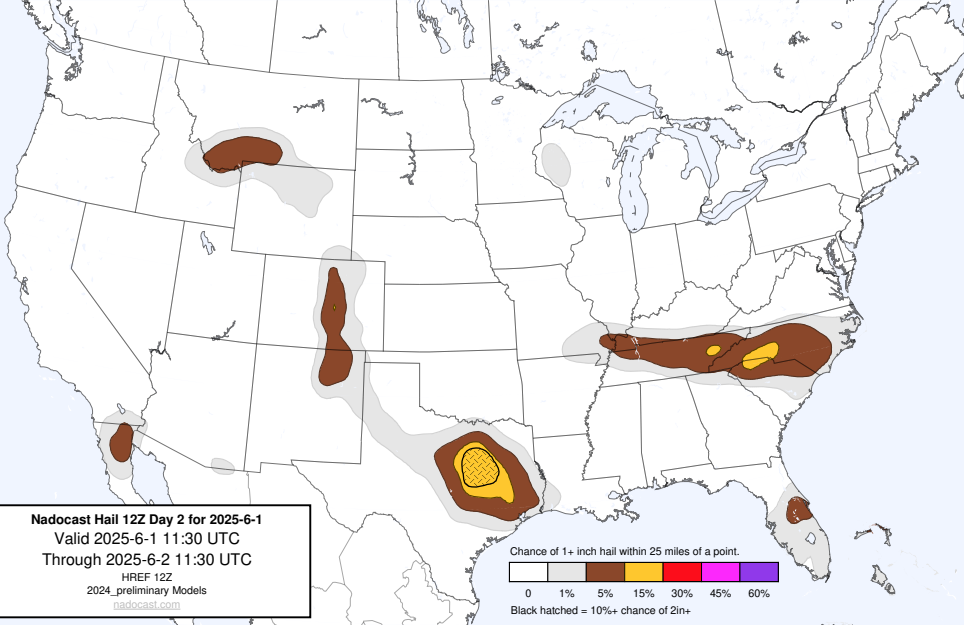 Nadocast Hail 12Z Day 2 for 2025-6-1
Valid 2025-6-1 11:30 UTC
Through 2025-6-2 11:30 UTC
HREF 12Z
2024_preliminary Models
nadocast.com
Chance of 1+ inch hail within 25 miles of a point.
0 1% 5% 15% 30% 45% 60%
Black hatched = 10%+ chance of 2in+